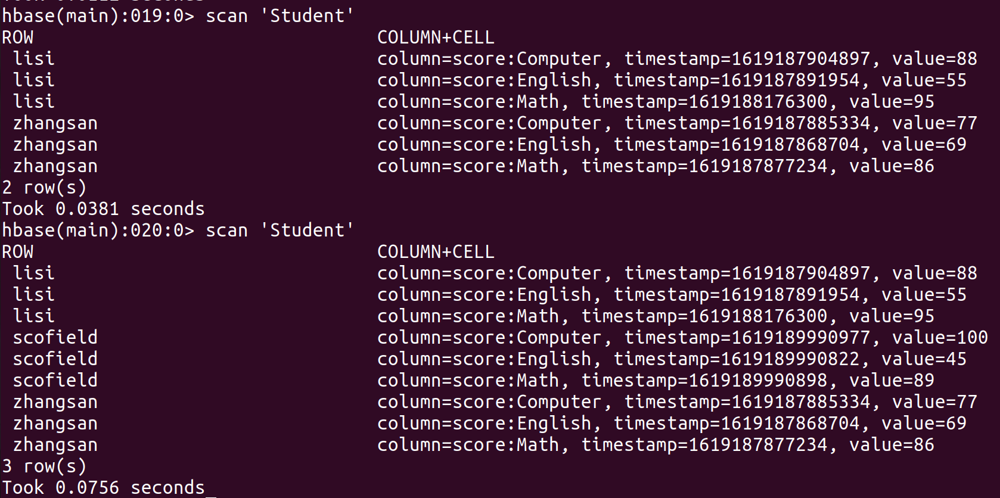 hbase(main):019:0> scan 'Student'
ROW COLUMN+CELL
lisi column=score:Computer, timestamp=1619187904897, value=88
lisi column=score:English, timestamp=1619187891954, value=55
lisi column=score:Math, timestamp=1619188176300, value=95
zhangsan column=score:Computer, timestamp=1619187885334, value=77
zhangsan column=score:English, timestamp=1619187868704, value=69
zhangsan column=score:Math, timestamp=1619187877234, value=86
2 row(s)
Took 0.0381 seconds
hbase(main):020:0> scan 'Student'
ROW COLUMN+CELL
lisi column=score:Computer, timestamp=1619187904897, value=88
lisi column=score:English, timestamp=1619187891954, value=55
lisi column=score:Math, timestamp=1619188176300, value=95
scofield column=score:Computer, timestamp=1619189990977, value=100
scofield column=score:English, timestamp=1619189990822, value=45
scofield column=score:Math, timestamp=1619189990898, value=89
zhangsan column=score:Computer, timestamp=1619187885334, value=77
zhangsan column=score:English, timestamp=1619187868704, value=69
zhangsan column=score:Math, timestamp=1619187877234, value=86
3 row(s)
Took 0.0756 seconds